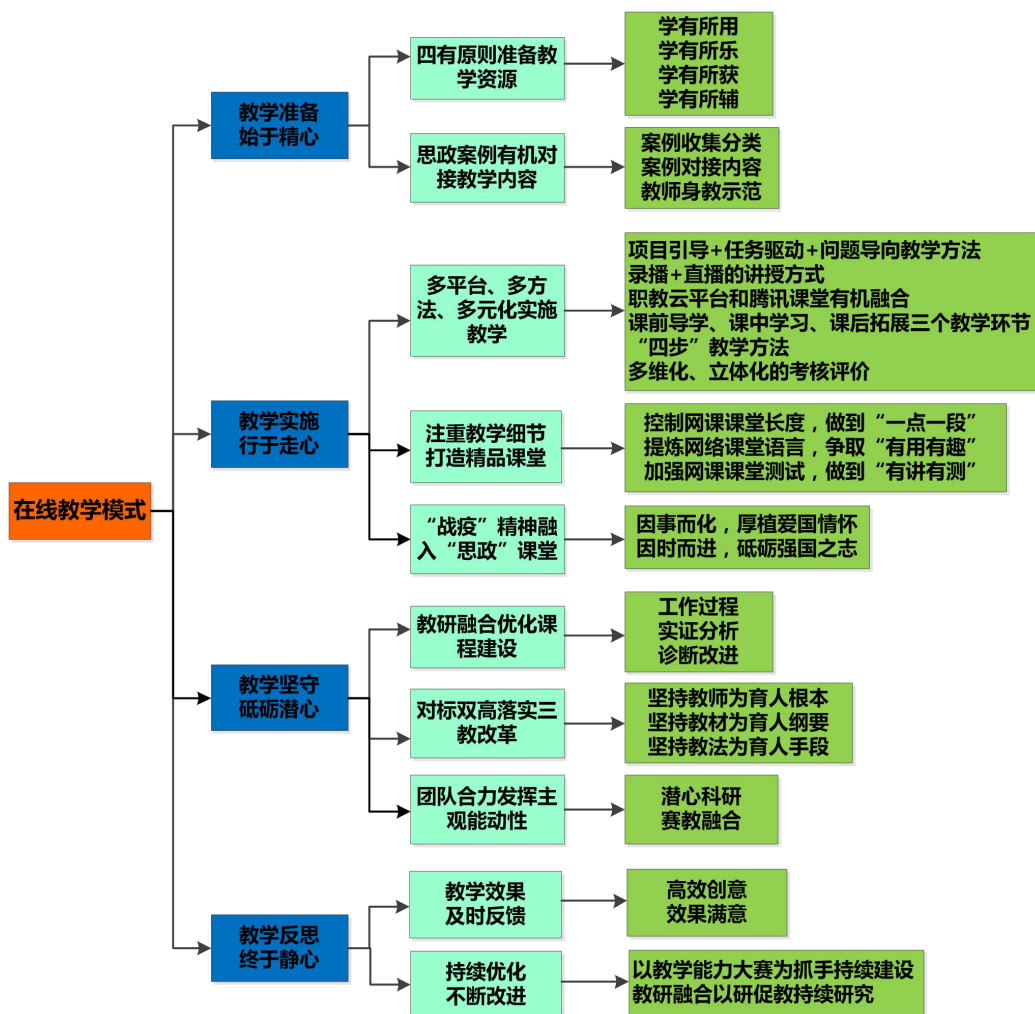 在线教学模式
教学准备
始于精心
四有原则准备教
学资源
学有所用
学有所乐
学有所获
学有所辅
思政案例有机对
接教学内容
案例收集分类
案例对接内容
教师身教示范
教学实施
行于走心
多平台、多方
法、多元化实施
教学
项目引导+任务驱动+问题导向教学方法
录播+直播的讲授方式
职教云平台和腾讯课堂有机融合
课前导学、课中学习、课后拓展三个教学环节
“四步”教学方法
多维化、立体化的考核评价
注重教学细节
打造精品课堂
控制网课课堂长度，做到“一点一段”
提炼网络课堂语言，争取“有用有趣”
加强网课课堂测试，做到“有讲有测”
“战疫”精神融
入“思政”课堂
因事而化，厚植爱国情怀
因时而进，砥砺强国之志
教学坚守
砥砺潜心
教研融合优化课
程建设
工作过程
实证分析
诊断改进
对标双高落实三
教改革
坚持教师为育人根本
坚持教材为育人纲要
坚持教法为育人手段
团队合力发挥主
观能动性
潜心科研
赛教融合
教学反思
终于静心
教学效果
及时反馈
高效创意
效果满意
持续优化
不断改进
以教学能力大赛为抓手持续建设
教研融合以研促教持续研究